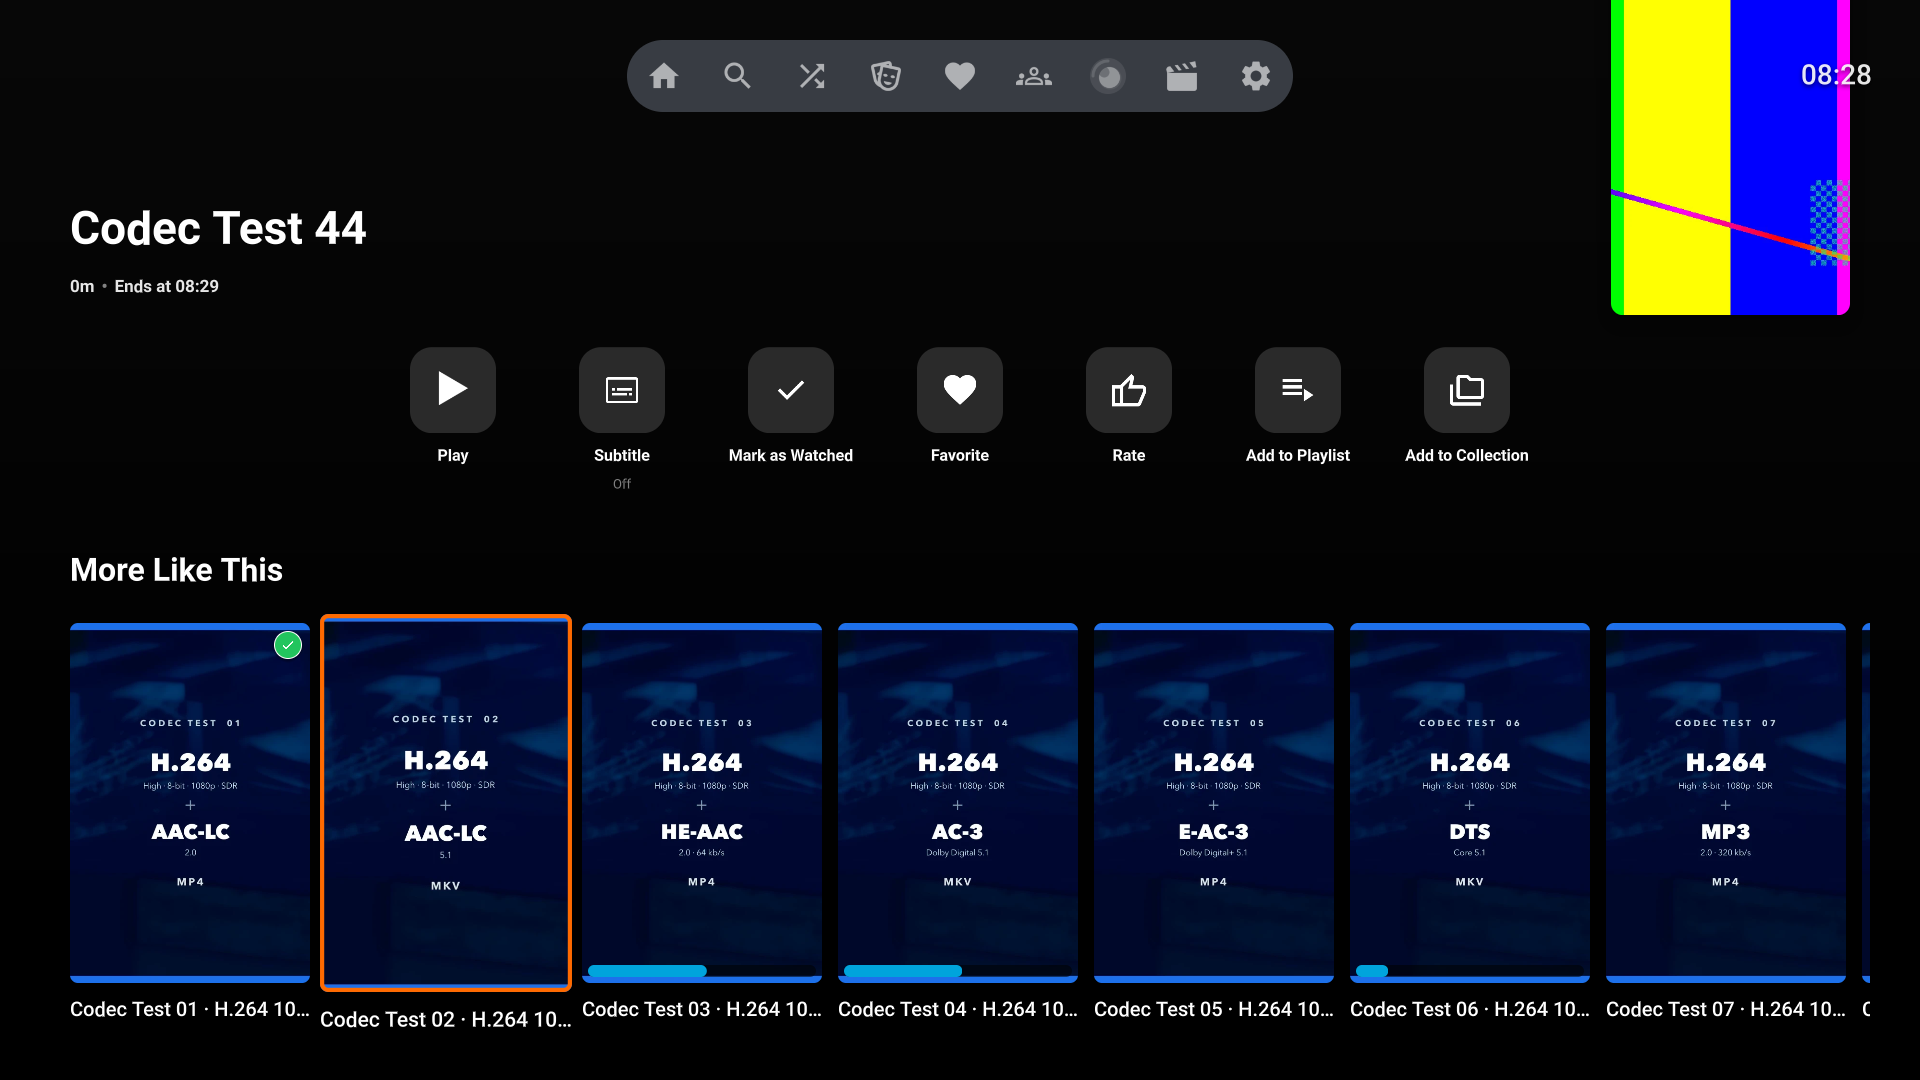 08:28
Codec Test 44
0m • Ends at 08:29
Play
Subtitle
Off
Mark as Watched
Favorite
Rate
Add to Playlist
Add to Collection
More Like This
CODEC TEST 01
H.264
High · 8-bit · 1080p · SDR
+
AAC-LC
2.0
MP4
Codec Test 01 · H.264 10...
CODEC TEST 02
H.264
High · 8-bit · 1080p · SDR
+
AAC-LC
5.1
MKV
Codec Test 02 · H.264 10...
CODEC TEST 03
H.264
High · 8-bit · 1080p · SDR
+
HE-AAC
2.0 · 64 kb/s
MP4
Codec Test 03 · H.264 10...
CODEC TEST 04
H.264
High · 8-bit · 1080p · SDR
+
AC-3
Dolby Digital 5.1
MKV
Codec Test 04 · H.264 10...
CODEC TEST 05
H.264
High · 8-bit · 1080p · SDR
+
E-AC-3
Dolby Digital+ 5.1
MP4
Codec Test 05 · H.264 10...
CODEC TEST 06
H.264
High · 8-bit · 1080p · SDR
+
DTS
Core 5.1
MKV
Codec Test 06 · H.264 10...
CODEC TEST 07
H.264
High · 8-bit · 1080p · SDR
+
MP3
2.0 · 320 kb/s
MP4
Codec Test 07 · H.264 10...